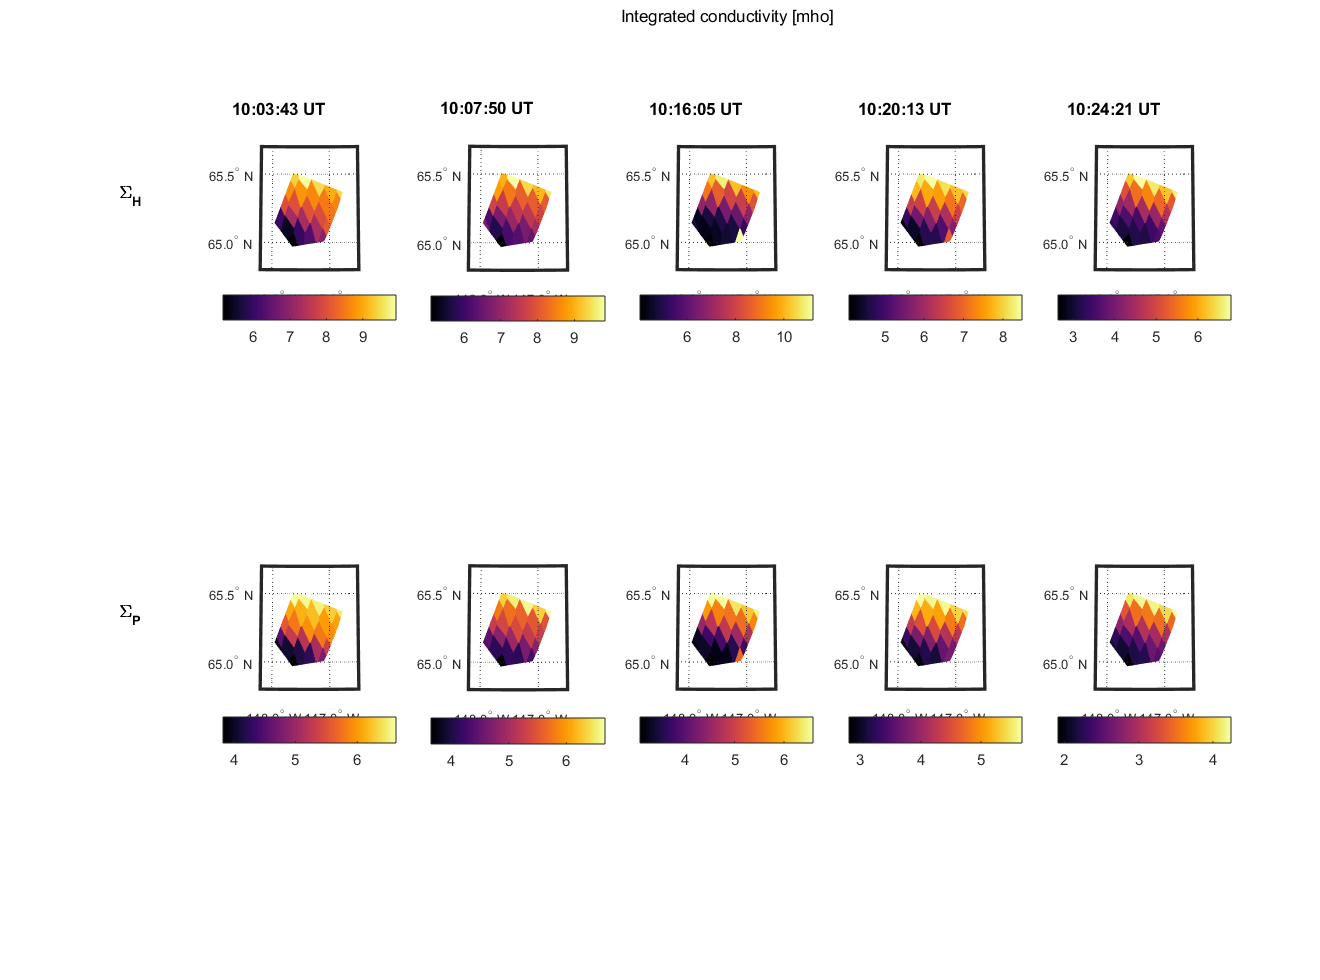 Integrated conductivity [mho]
10:03:43 UT 10:07:50 UT 10:16:05 UT 10:20:13 UT 10:24:21 UT
65.5° N 65.5° N 65.5° N 65.5° N 65.5° N
Σ_H
65.0° N 65.0° N 65.0° N 65.0° N 65.0° N
6 7 8 9 6 7 8 9 6 8 10 5 6 7 8 3 4 5 6
65.5° N 65.5° N 65.5° N 65.5° N 65.5° N
Σ_P
65.0° N 65.0° N 65.0° N 65.0° N 65.0° N
4 5 6 4 5 6 4 5 6 3 4 5 2 3 4